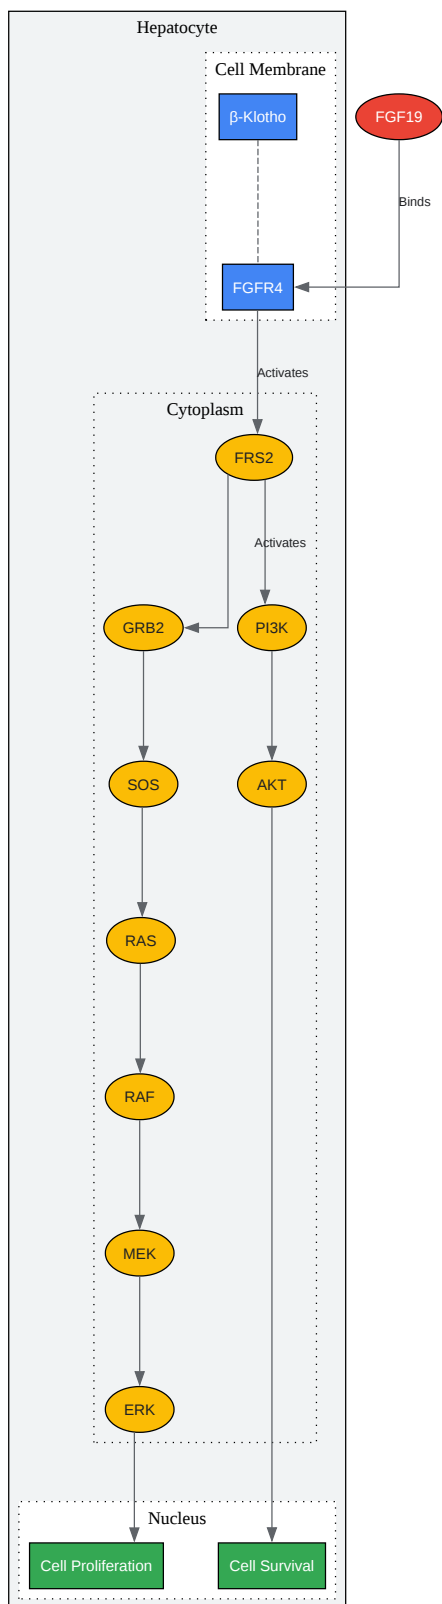 Hepatocyte
Cell Membrane
β-Klotho
FGF19
Binds
FGFR4
Activates
Cytoplasm
FRS2
Activates
GRB2
PI3K
SOS
AKT
RAS
RAF
MEK
ERK
Nucleus
Cell Proliferation
Cell Survival